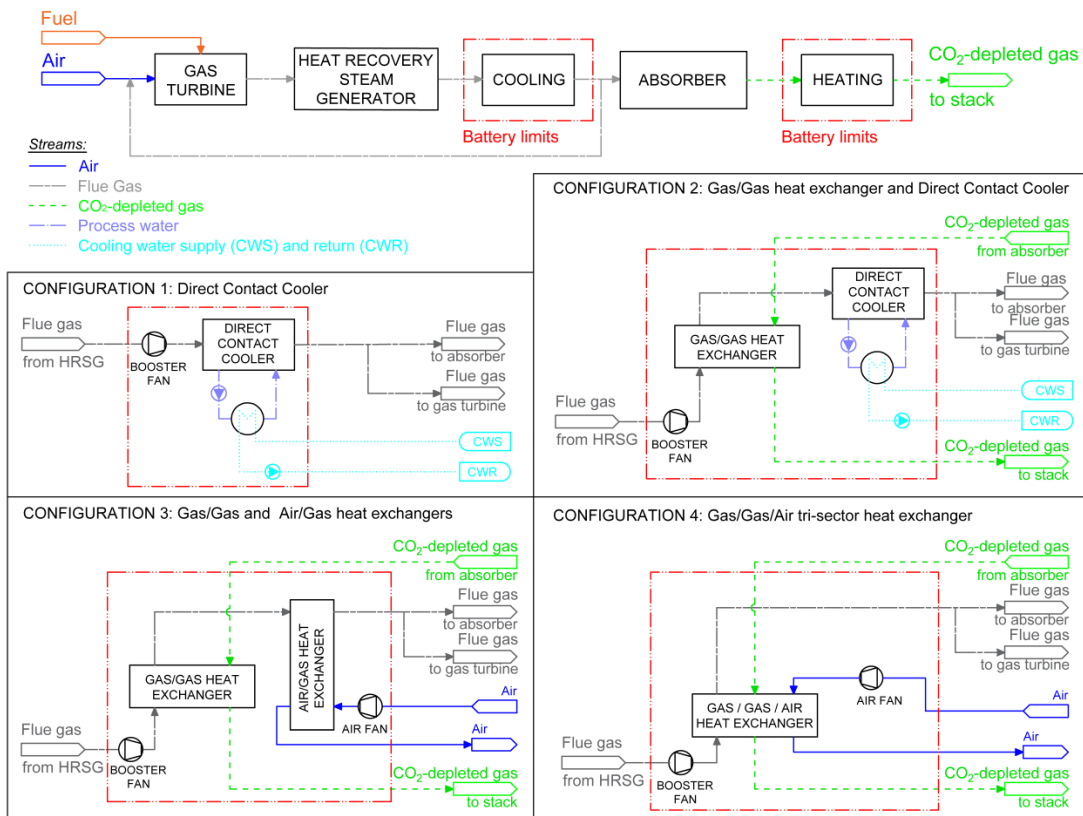 Fuel
Air
GAS
TURBINE
HEAT RECOVERY
STEAM
GENERATOR
COOLING
Battery limits
ABSORBER
HEATING
Battery limits
CO₂-depleted gas
to stack
Streams:
Air
Flue Gas
CO₂-depleted gas
Process water
Cooling water supply (CWS) and return (CWR)
CONFIGURATION 1: Direct Contact Cooler
Flue gas
from HRSG
BOOSTER
FAN
DIRECT
CONTACT
COOLER
Flue gas
to absorber
Flue gas
to gas turbine
CWS
CWR
CONFIGURATION 2: Gas/Gas heat exchanger and Direct Contact Cooler
CO₂-depleted gas
from absorber
DIRECT
CONTACT
COOLER
Flue gas
to absorber
Flue gas
to gas turbine
GAS/GAS HEAT
EXCHANGER
Flue gas
from HRSG
BOOSTER
FAN
CWS
CWR
CO₂-depleted gas
to stack
CONFIGURATION 3: Gas/Gas and Air/Gas heat exchangers
CO₂-depleted gas
from absorber
Flue gas
to absorber
Flue gas
to gas turbine
GAS/GAS HEAT
EXCHANGER
AIR/GAS HEAT
EXCHANGER
AIR FAN
Air
Air
Flue gas
from HRSG
BOOSTER
FAN
CO₂-depleted gas
to stack
CONFIGURATION 4: Gas/Gas/Air tri-sector heat exchanger
CO₂-depleted gas
from absorber
Flue gas
to absorber
Flue gas
to gas turbine
AIR FAN
Air
GAS / GAS / AIR
HEAT EXCHANGER
Air
Flue gas
from HRSG
BOOSTER
FAN
CO₂-depleted gas
to stack